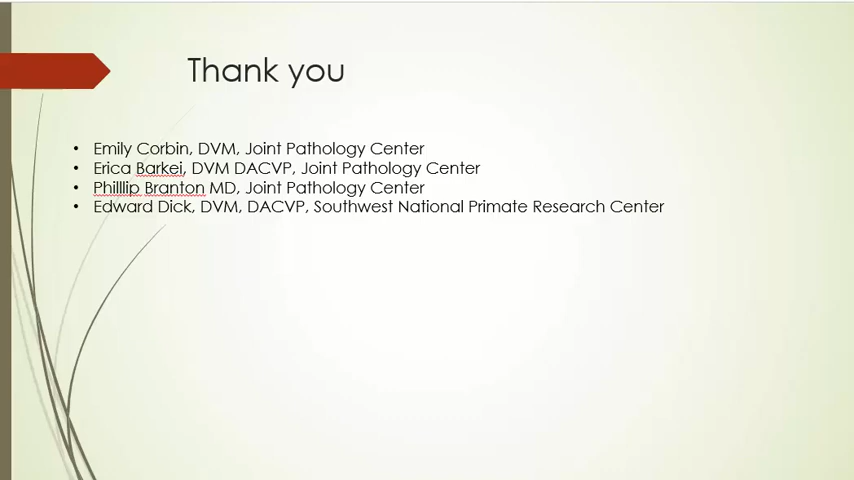 Thank you
• Emily Corbin, DVM, Joint Pathology Center
• Erica Barkei, DVM DACVP, Joint Pathology Center
• Philllip Branton MD, Joint Pathology Center
• Edward Dick, DVM, DACVP, Southwest National Primate Research Center